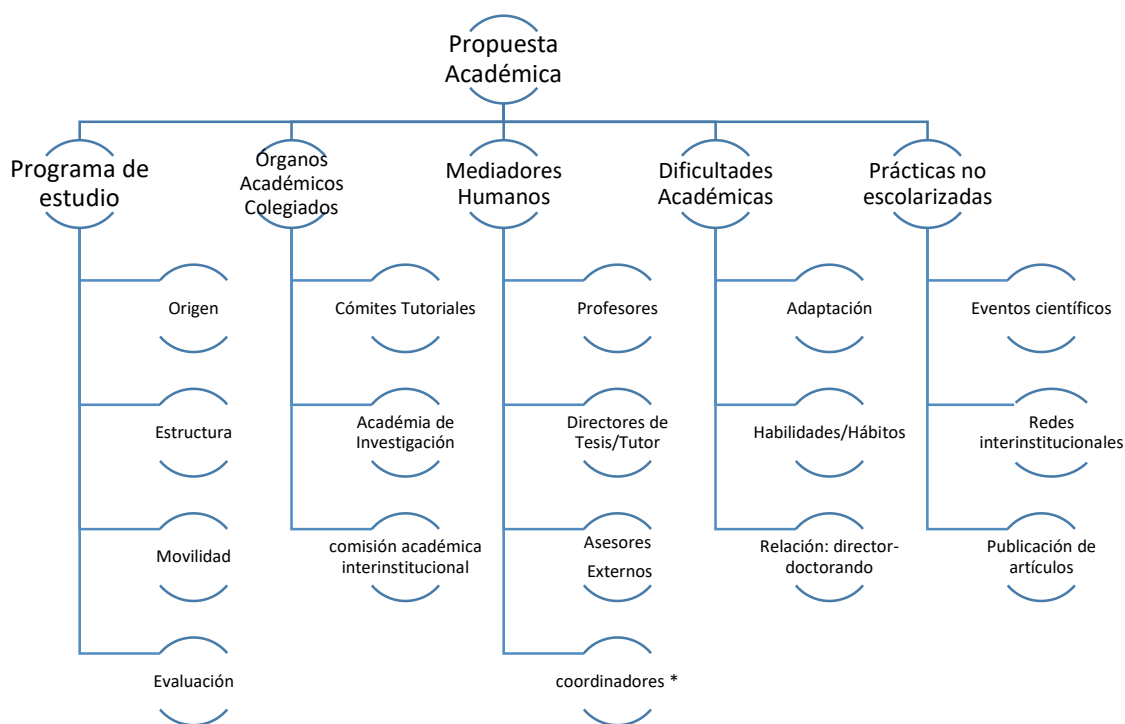 Propuesta
Académica
Programa de
estudio
Órganos
Académicos
Colegiados
Mediadores
Humanos
Dificultades
Académicas
Prácticas no
escolarizadas
Origen
Cómites Tutoriales
Profesores
Adaptación
Eventos científicos
Estructura
Académia de
Investigación
Directores de
Tesis/Tutor
Habilidades/Hábitos
Redes
interinstitucionales
Movilidad
comisión académica
interinstitucional
Asesores
Externos
Relación: director-
doctorando
Publicación de
artículos
Evaluación
coordinadores *